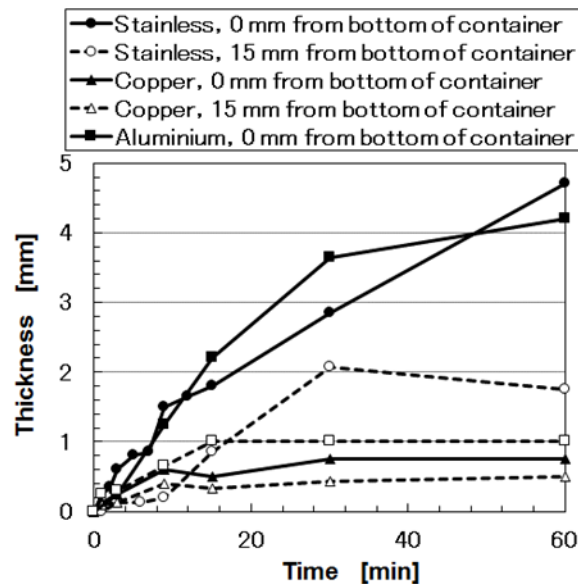 Stainless, 0 mm from bottom of container
Stainless, 15 mm from bottom of container
Copper, 0 mm from bottom of container
Copper, 15 mm from bottom of container
Aluminium, 0 mm from bottom of container
5
4
3
2
1
0
Thickness [mm]
0
20
40
60
Time [min]